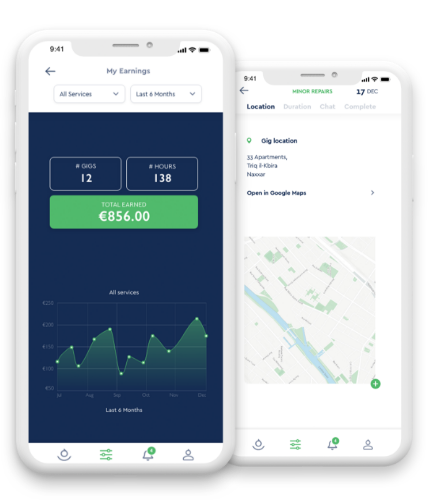 9:41
My Earnings
All Services
Last 6 Months
# GIGS
12
# HOURS
138
TOTAL EARNED
€856.00
All services
€200
€150
€100
€50
Jul Aug Sep Oct Nov Dec
Last 6 Months
9:41
MINOR REPAIRS
17 DEC
Location Duration Chat Complete
Gig location
33 Apartments,
Triq il-Kbira
Naxxar
Open in Google Maps